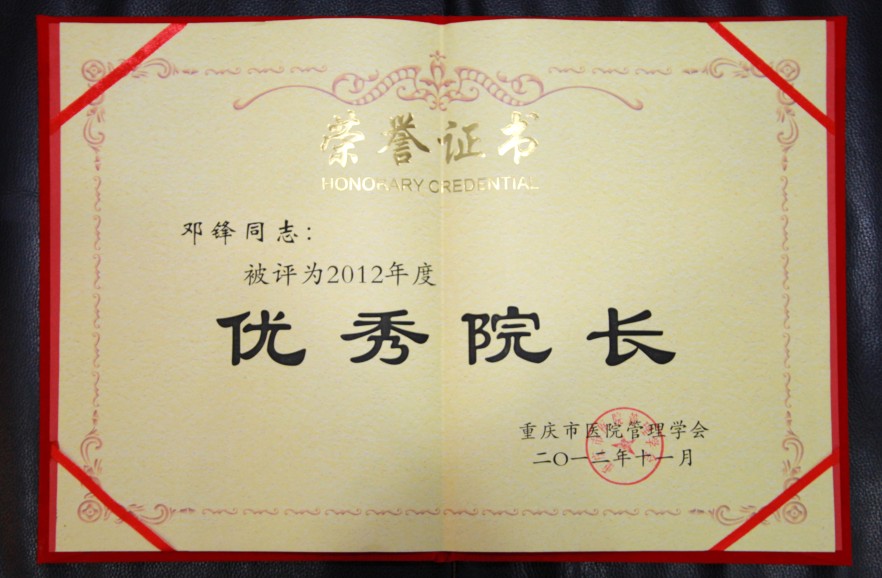 荣誉证书
HONORARY CREDENTIAL
邓锋同志：
被评为2012年度
优秀院长
重庆市医院管理学会
二〇一二年十一月